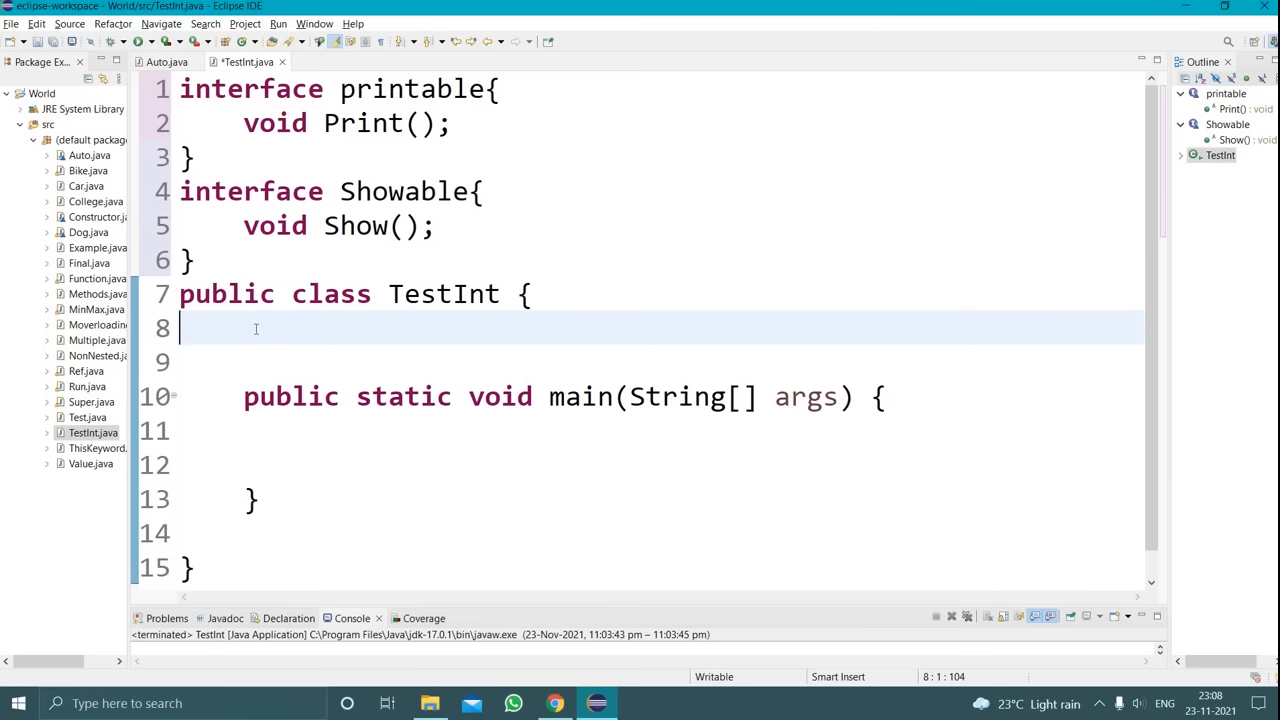 eclipse-workspace - World/src/TestInt.java - Eclipse IDE
File Edit Source Refactor Navigate Search Project Run Window Help
Package Ex...
Auto.java
*TestInt.java
Outline
World
JRE System Library
src
(default package
Auto.java
Bike.java
Car.java
College.java
Constructor.ja
Dog.java
Example.java
Final.java
Function.java
Methods.java
MinMax.java
Moverloading
Multiple.java
NonNested.ja
Ref.java
Run.java
Super.java
Test.java
TestInt.java
ThisKeyword.
Value.java
1 interface printable{
2 void Print();
3 }
4 interface Showable{
5 void Show();
6 }
7 public class TestInt {
8
9
10 public static void main(String[] args) {
11
12
13 }
14
15 }
printable
Print() : void
Showable
Show() : void
TestInt
Problems Javadoc Declaration Console Coverage
<terminated> TestInt [Java Application] C:\Program Files\Java\jdk-17.0.1\bin\javaw.exe (23-Nov-2021, 11:03:43 pm – 11:03:45 pm)
Writable Smart Insert 8 : 1 : 104
Type here to search
23°C Light rain
ENG
23:08
23-11-2021